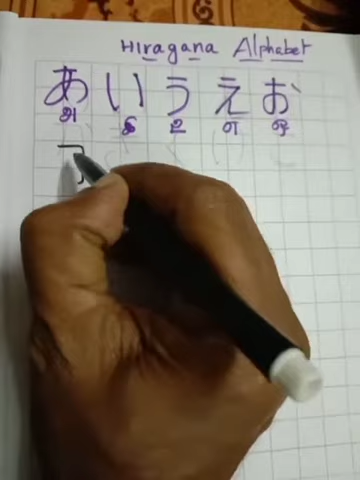 Hiragana Alphabet
あ い う え お
அ இ உ எ ஒ